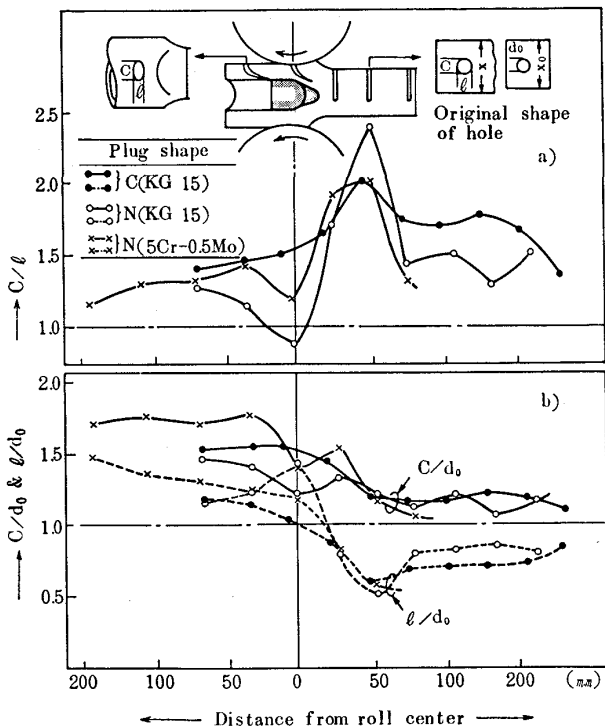 C
ℓ
C
ℓ
x
d₀
x₀
Original shape
of hole
a)
Plug shape
C(KG 15)
N(KG 15)
N(5Cr-0.5Mo)
2.5
2.0
1.5
1.0
C/ℓ
b)
2.0
1.5
1.0
0.5
C/d₀ & ℓ/d₀
C/d₀
ℓ/d₀
200 100 50 0 50 100 200 (m.m)
Distance from roll center